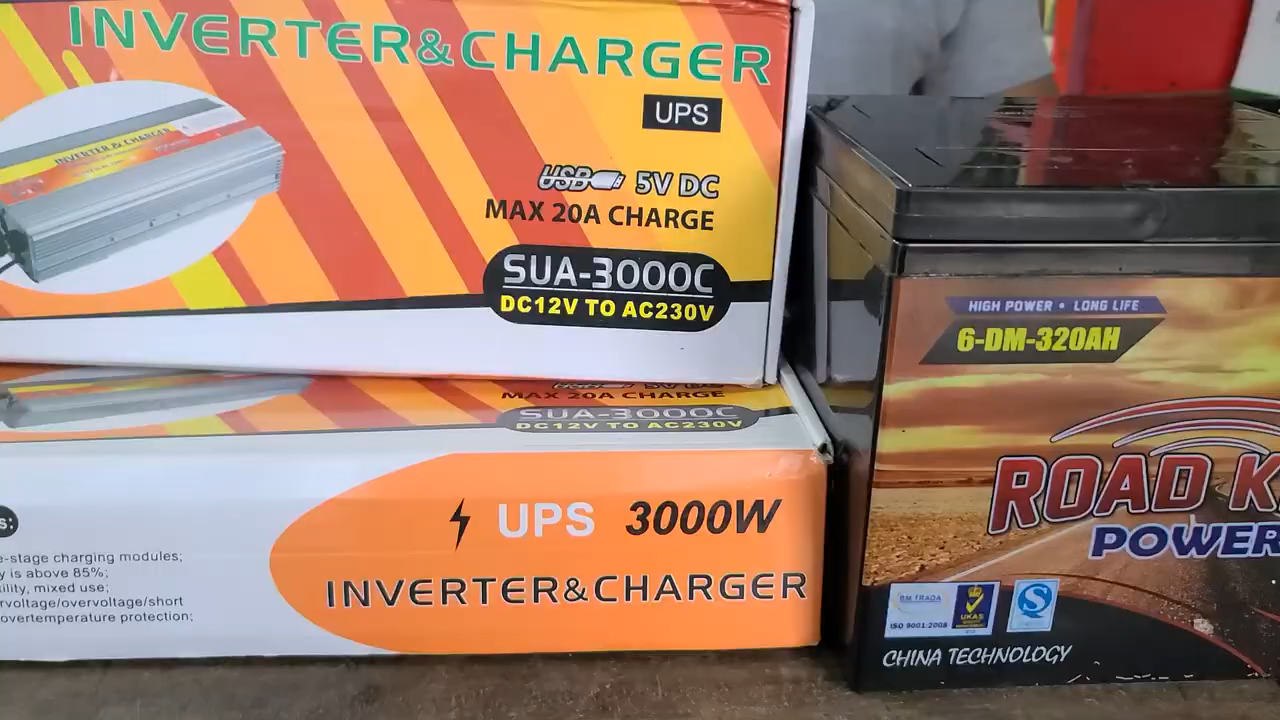 INVERTER&CHARGER
UPS
USB 5V DC
MAX 20A CHARGE
SUA-3000C
DC12V TO AC230V
INVERTER & CHARGER
MAX 20A CHARGE
SUA-3000C
DC12V TO AC230V
UPS 3000W
INVERTER&CHARGER
s:
e-stage charging modules;
y is above 85%;
ility, mixed use;
rvoltage/overvoltage/short
overtemperature protection;
HIGH POWER • LONG LIFE
6-DM-320AH
ROAD K
POWER
ISO 9001:2008
UKAS
CHINA TECHNOLOGY